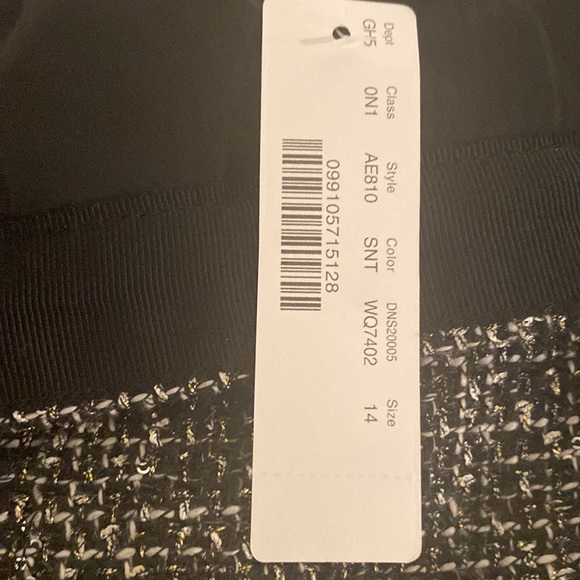 Dept Class Style Color DNS20005 Size
GH5 0N1 AE810 SNT WQ7402 14
099105715128